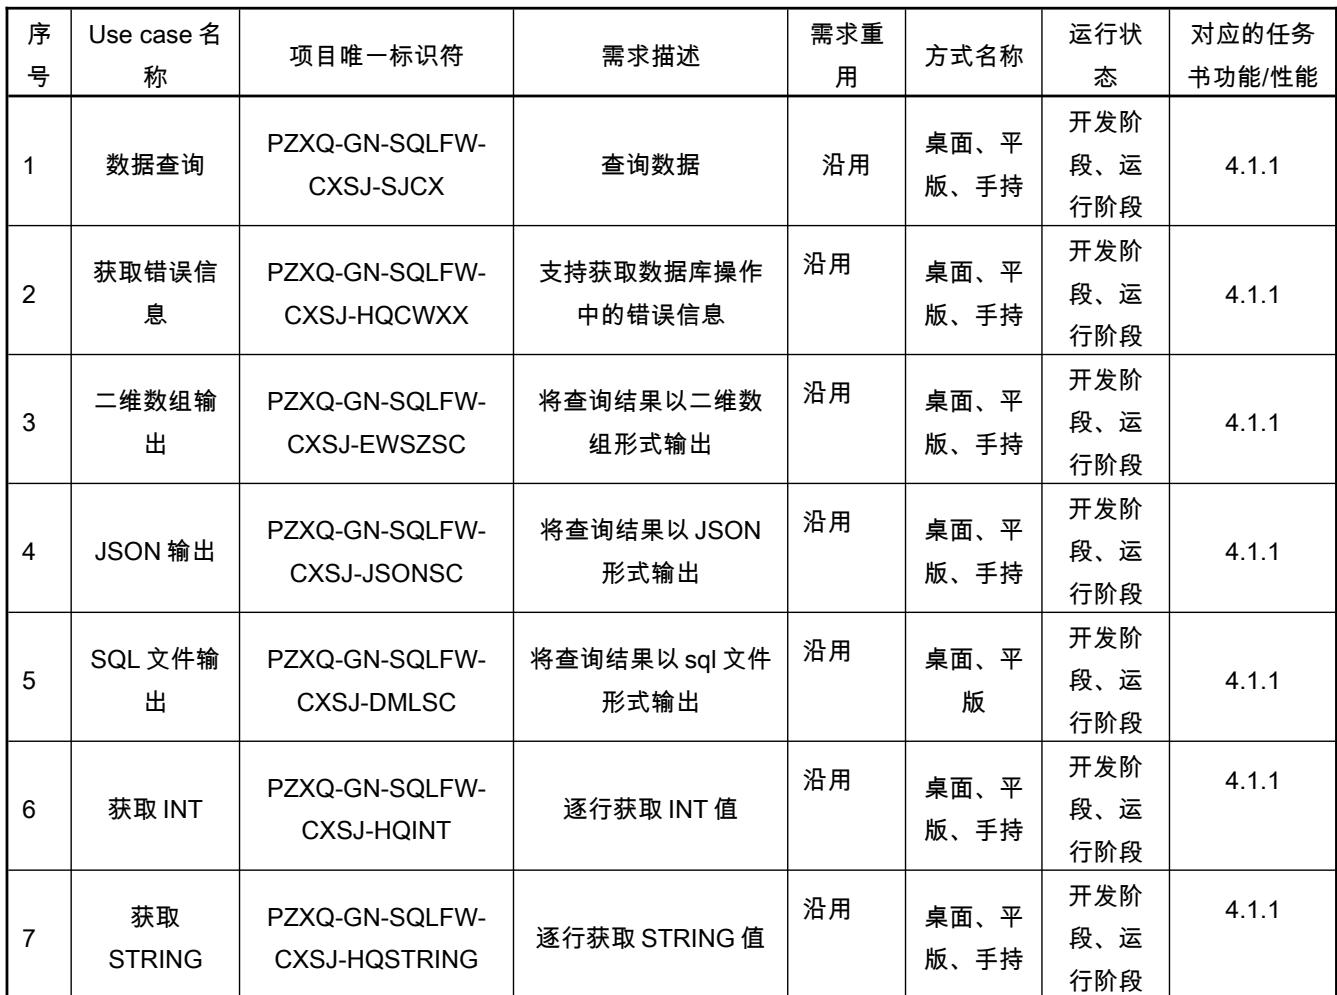 序号 Use case 名称 项目唯一标识符 需求描述 需求重用 方式名称 运行状态 对应的任务书功能/性能
1 数据查询 PZXQ-GN-SQLFW-CXSJ-SJCX 查询数据 沿用 桌面、平版、手持 开发阶段、运行阶段 4.1.1
2 获取错误信息 PZXQ-GN-SQLFW-CXSJ-HQCWXX 支持获取数据库操作中的错误信息 沿用 桌面、平版、手持 开发阶段、运行阶段 4.1.1
3 二维数组输出 PZXQ-GN-SQLFW-CXSJ-EWSZSC 将查询结果以二维数组形式输出 沿用 桌面、平版、手持 开发阶段、运行阶段 4.1.1
4 JSON 输出 PZXQ-GN-SQLFW-CXSJ-JSONSC 将查询结果以 JSON 形式输出 沿用 桌面、平版、手持 开发阶段、运行阶段 4.1.1
5 SQL 文件输出 PZXQ-GN-SQLFW-CXSJ-DMLSC 将查询结果以 sql 文件形式输出 沿用 桌面、平版 开发阶段、运行阶段 4.1.1
6 获取 INT PZXQ-GN-SQLFW-CXSJ-HQINT 逐行获取 INT 值 沿用 桌面、平版、手持 开发阶段、运行阶段 4.1.1
7 获取 STRING PZXQ-GN-SQLFW-CXSJ-HQSTRING 逐行获取 STRING 值 沿用 桌面、平版、手持 开发阶段、运行阶段 4.1.1